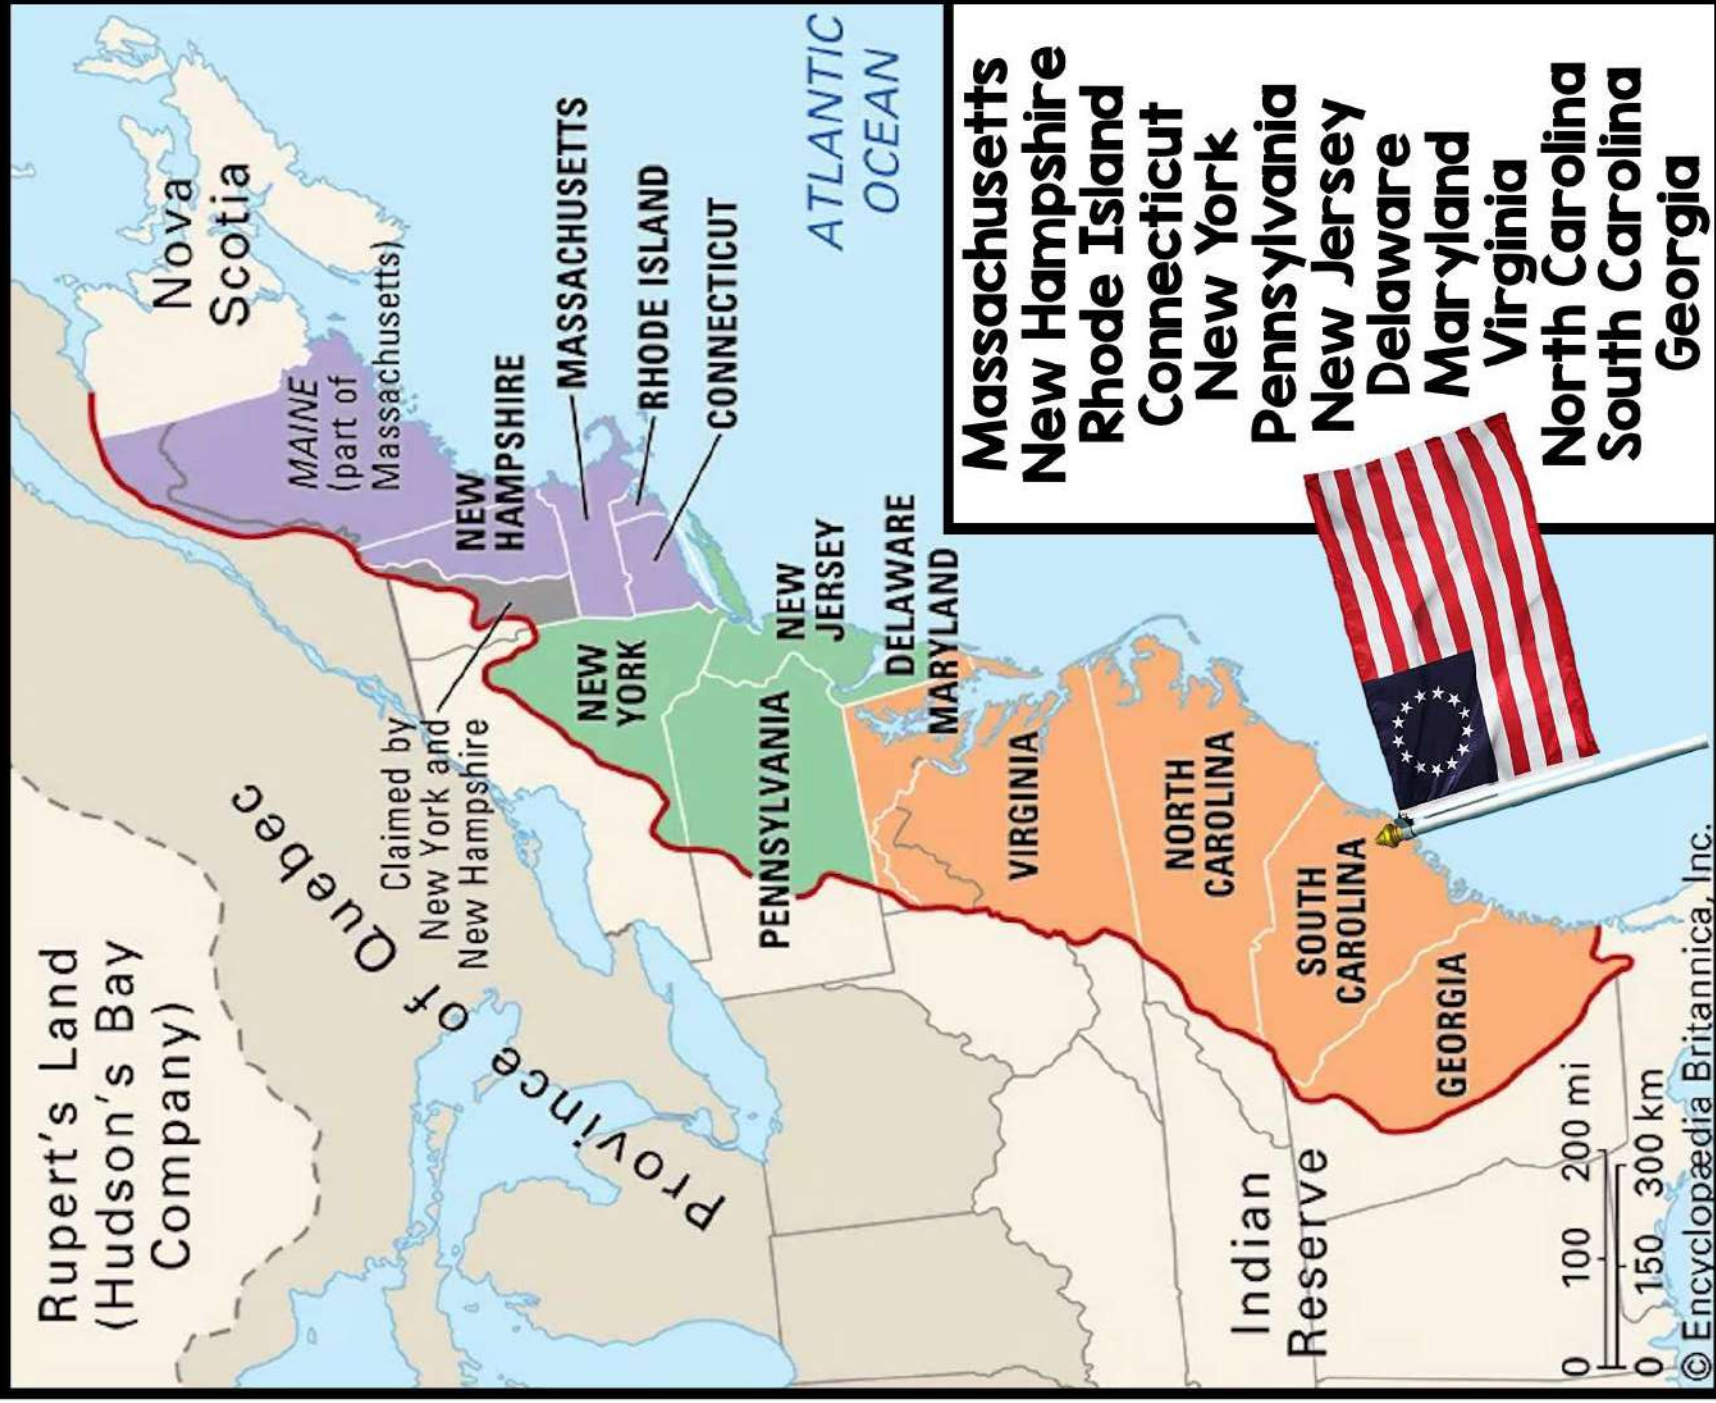 Rupert's Land
(Hudson's Bay
Company)
Province of Quebec
Nova
Scotia
MAINE
(part of
Massachusetts)
Claimed by
New York and
New Hampshire
NEW
HAMPSHIRE
MASSACHUSETTS
RHODE ISLAND
CONNECTICUT
ATLANTIC
OCEAN
NEW
YORK
PENNSYLVANIA
NEW
JERSEY
DELAWARE
MARYLAND
VIRGINIA
NORTH
CAROLINA
SOUTH
CAROLINA
GEORGIA
Indian
Reserve
0 100 200 mi
0 150 300 km
© Encyclopædia Britannica, Inc.
Massachusetts
New Hampshire
Rhode Island
Connecticut
New York
Pennsylvania
New Jersey
Delaware
Maryland
Virginia
North Carolina
South Carolina
Georgia